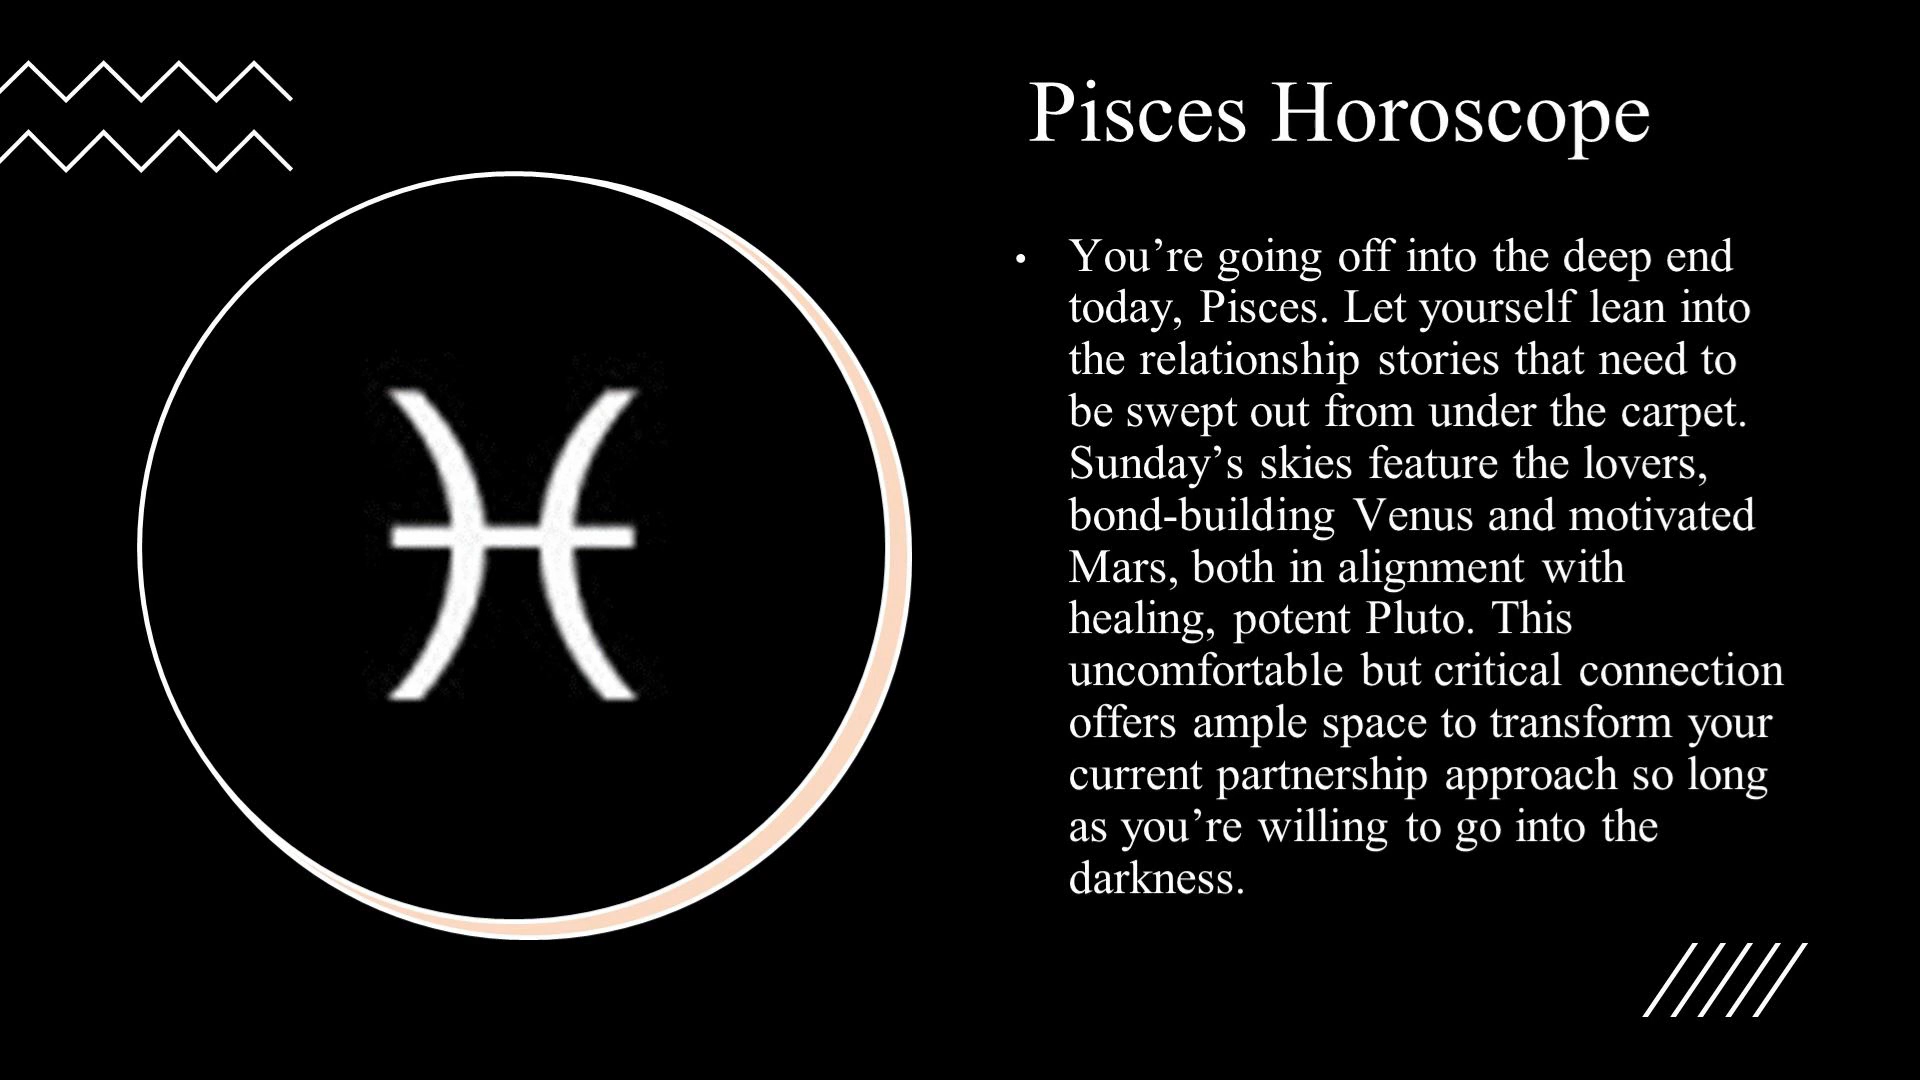 Pisces Horoscope
• You’re going off into the deep end
today, Pisces. Let yourself lean into
the relationship stories that need to
be swept out from under the carpet.
Sunday’s skies feature the lovers,
bond-building Venus and motivated
Mars, both in alignment with
healing, potent Pluto. This
uncomfortable but critical connection
offers ample space to transform your
current partnership approach so long
as you’re willing to go into the
darkness.